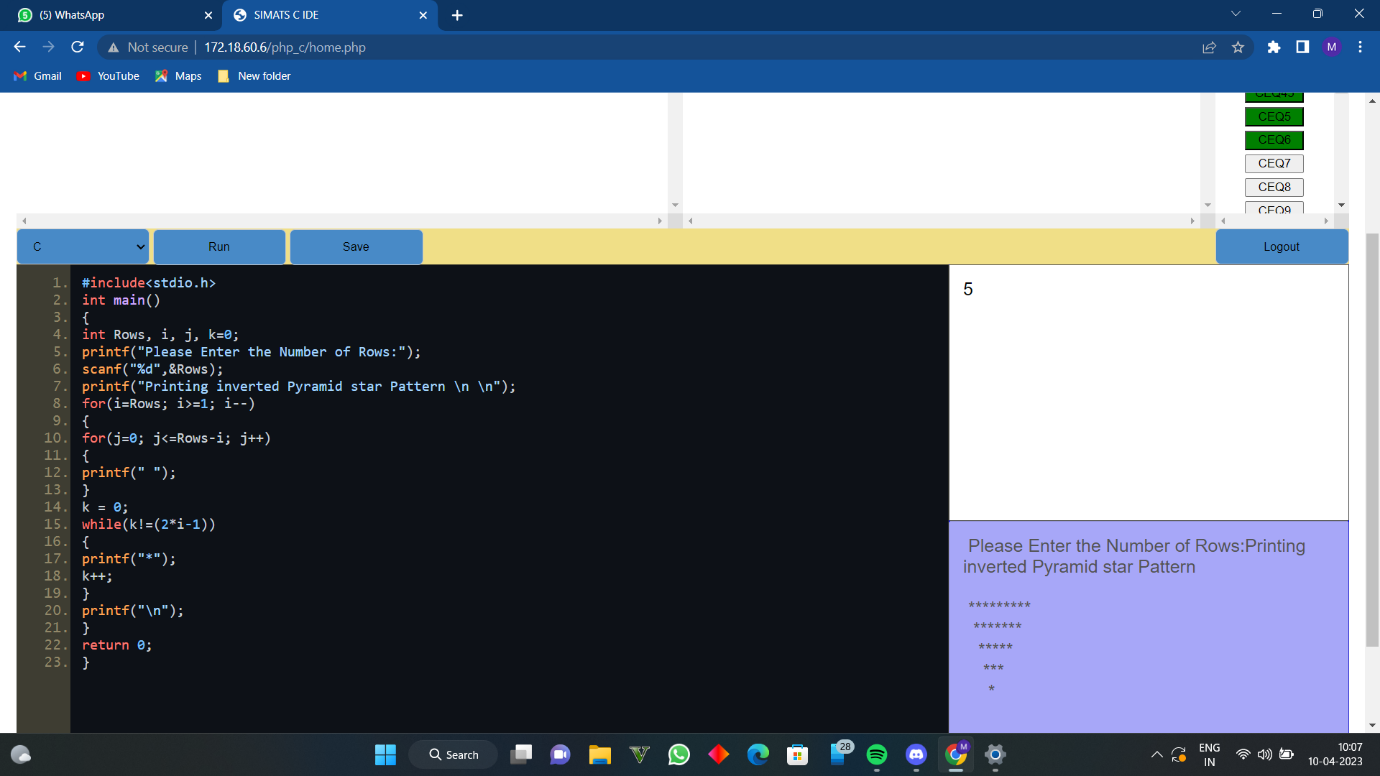 (5) WhatsApp
SIMATS C IDE
Not secure
172.18.60.6/php_c/home.php
M
Gmail
YouTube
Maps
New folder
CEQ5
CEQ6
CEQ7
CEQ8
CEQ9
C
Run
Save
Logout
1. #include<stdio.h>
2. int main()
3. {
4. int Rows, i, j, k=0;
5. printf("Please Enter the Number of Rows:");
6. scanf("%d",&Rows);
7. printf("Printing inverted Pyramid star Pattern \n \n");
8. for(i=Rows; i>=1; i--)
9. {
10. for(j=0; j<=Rows-i; j++)
11. {
12. printf(" ");
13. }
14. k = 0;
15. while(k!=(2*i-1))
16. {
17. printf("*");
18. k++;
19. }
20. printf("\n");
21. }
22. return 0;
23. }
5
Please Enter the Number of Rows:Printing
inverted Pyramid star Pattern
*********
*******
*****
***
*
Search
28
M
ENG
IN
10:07
10-04-2023